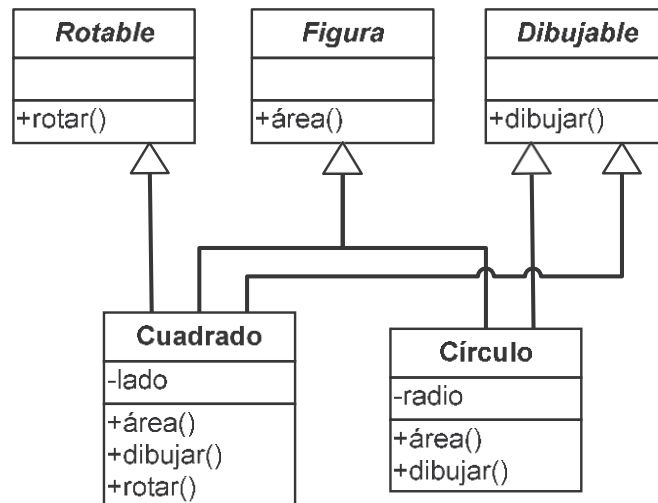 Rotable
+rotar()
Figura
+área()
Dibujable
+dibujar()
Cuadrado
-lado
+área()
+dibujar()
+rotar()
Círculo
-radio
+área()
+dibujar()